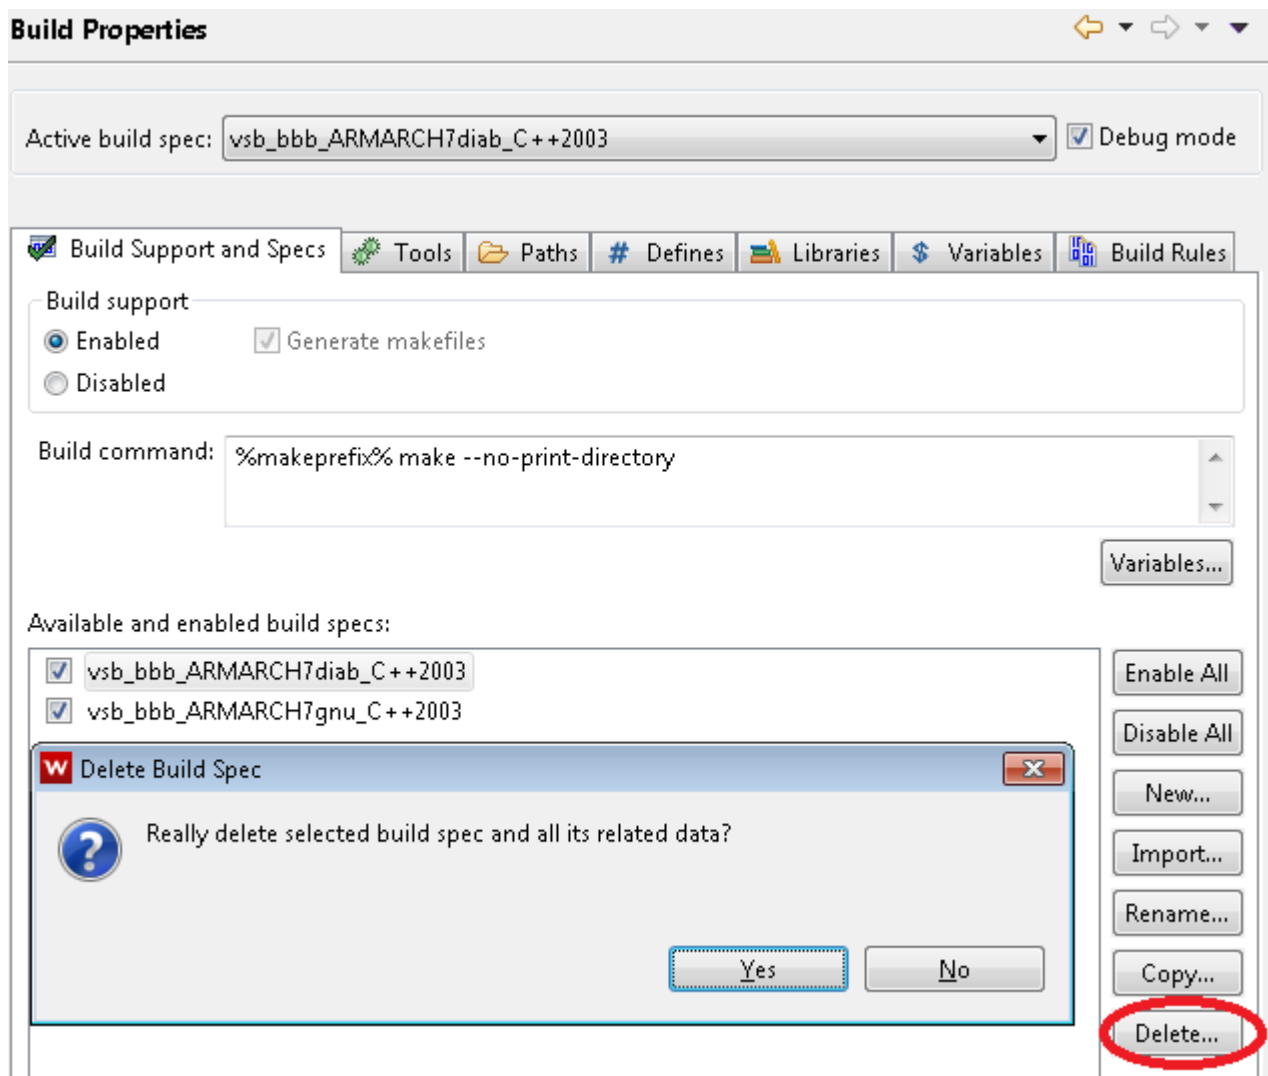 Build Properties
Active build spec: vsb_bbb_ARMARCH7diab_C++2003 Debug mode
Build Support and Specs Tools Paths # Defines Libraries $ Variables Build Rules
Build support
Enabled Generate makefiles
Disabled
Build command: %makeprefix% make --no-print-directory
Variables...
Available and enabled build specs:
vsb_bbb_ARMARCH7diab_C++2003 Enable All
vsb_bbb_ARMARCH7gnu_C++2003
Disable All
W Delete Build Spec
New...
Really delete selected build spec and all its related data?
Import...
Rename...
Yes No Copy...
Delete...